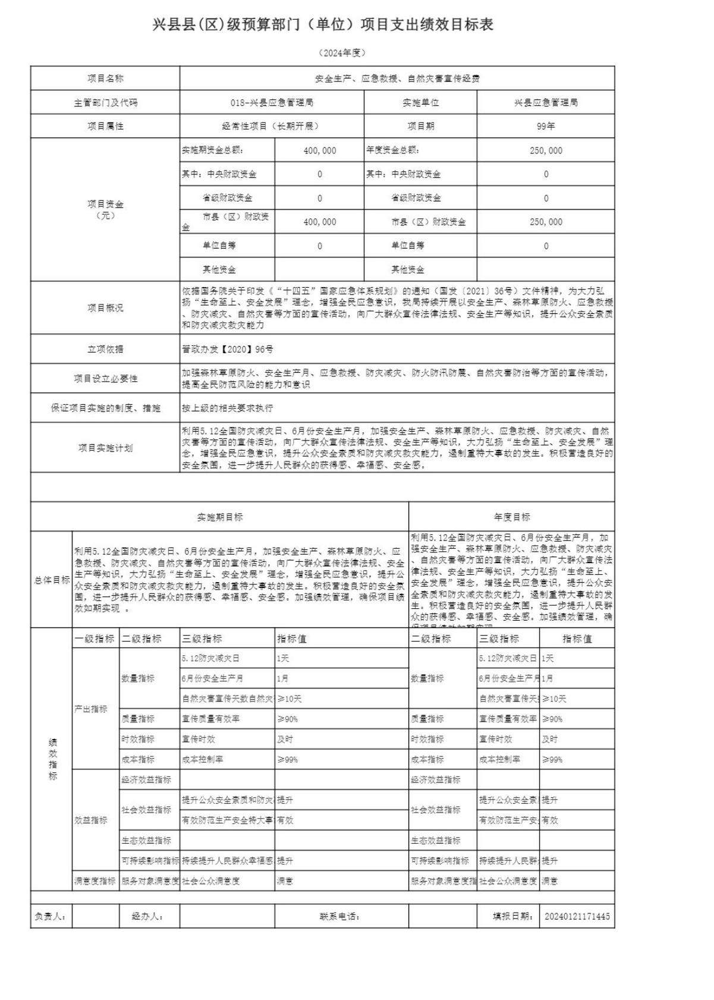 兴县县(区)级预算部门（单位）项目支出绩效目标表
（2024年度）
项目名称 安全生产、应急救援、自然灾害宣传经费
主管部门及代码 018-兴县应急管理局 实施单位 兴县应急管理局
项目属性 经常性项目（长期开展） 项目期 99年
项目资金
（元）
实施期资金总额： 400,000 年度资金总额： 250,000
其中：中央财政资金 0 其中：中央财政资金 0
省级财政资金 0 省级财政资金 0
市县（区）财政资
金 400,000 市县（区）财政资金 250,000
单位自筹 0 单位自筹 0
其他资金 其他资金
项目概况
依据国务院关于印发《“十四五”国家应急体系规划》的通知（国发〔2021〕36号）文件精神，为大力弘
扬“生命至上、安全发展”理念，增强全民应急意识，我局持续开展以安全生产、森林草原防火、应急救援
、防灾减灾、自然灾害等方面的宣传活动，向广大群众宣传法律法规、安全生产等知识，提升公众安全素质
和防灾减灾救灾能力
立项依据 晋政办发【2020】96号
项目设立必要性
加强森林草原防火、安全生产月、应急救援、防灾减灾、防火防汛防震、自然灾害防治等方面的宣传活动，
提高全民防范风险的能力和意识
保证项目实施的制度、措施 按上级的相关要求执行
项目实施计划
利用5.12全国防灾减灾日、6月份安全生产月，加强安全生产、森林草原防火、应急救援、防灾减灾、自然
灾害等方面的宣传活动，向广大群众宣传法律法规、安全生产等知识，大力弘扬“生命至上、安全发展”理
念，增强全民应急意识，提升公众安全素质和防灾减灾救灾能力，遏制重特大事故的发生。积极营造良好的
安全氛围，进一步提升人民群众的获得感、幸福感、安全感。
实施期目标 年度目标
总体目标
利用5.12全国防灾减灾日、6月份安全生产月，加强安全生产、森林草原防火、应
急救援、防灾减灾、自然灾害等方面的宣传活动，向广大群众宣传法律法规、安全
生产等知识，大力弘扬“生命至上、安全发展”理念，增强全民应急意识，提升公
众安全素质和防灾减灾救灾能力，遏制重特大事故的发生。积极营造良好的安全氛
围，进一步提升人民群众的获得感、幸福感、安全感。加强绩效管理，确保项目绩
效如期实现 。
利用5.12全国防灾减灾日、6月份安全生产月，加
强安全生产、森林草原防火、应急救援、防灾减灾
、自然灾害等方面的宣传活动，向广大群众宣传法
律法规、安全生产等知识，大力弘扬“生命至上、
安全发展”理念，增强全民应急意识，提升公众安
全素质和防灾减灾救灾能力，遏制重特大事故的发
生。积极营造良好的安全氛围，进一步提升人民群
众的获得感、幸福感、安全感。加强绩效管理，确
绩效指标
一级指标 二级指标 三级指标 指标值 二级指标 三级指标 指标值
产出指标
数量指标 5.12防灾减灾日 1天 数量指标 5.12防灾减灾日 1天
6月份安全生产月 1月 6月份安全生产月 1月
自然灾害宣传天数自然灾 ≥10天 自然灾害宣传天 ≥10天
质量指标 宣传质量有效率 ≥90% 质量指标 宣传质量有效率 ≥90%
时效指标 宣传时效 及时 时效指标 宣传时效 及时
成本指标 成本控制率 ≥99% 成本指标 成本控制率 ≥99%
效益指标
经济效益指标 经济效益指标
社会效益指标 提升公众安全素质和防灾 提升 社会效益指标 提升公众安全素 提升
有效防范生产安全特大事 有效 有效防范生产安 有效
生态效益指标 生态效益指标
可持续影响指标 持续提升人民群众幸福感 提升 可持续影响指标 持续提升人民群 提升
满意度指标 服务对象满意度 社会公众满意度 满意 服务对象满意度指 社会公众满意度 满意
负责人： 经办人： 联系电话： 填报日期： 20240121171445